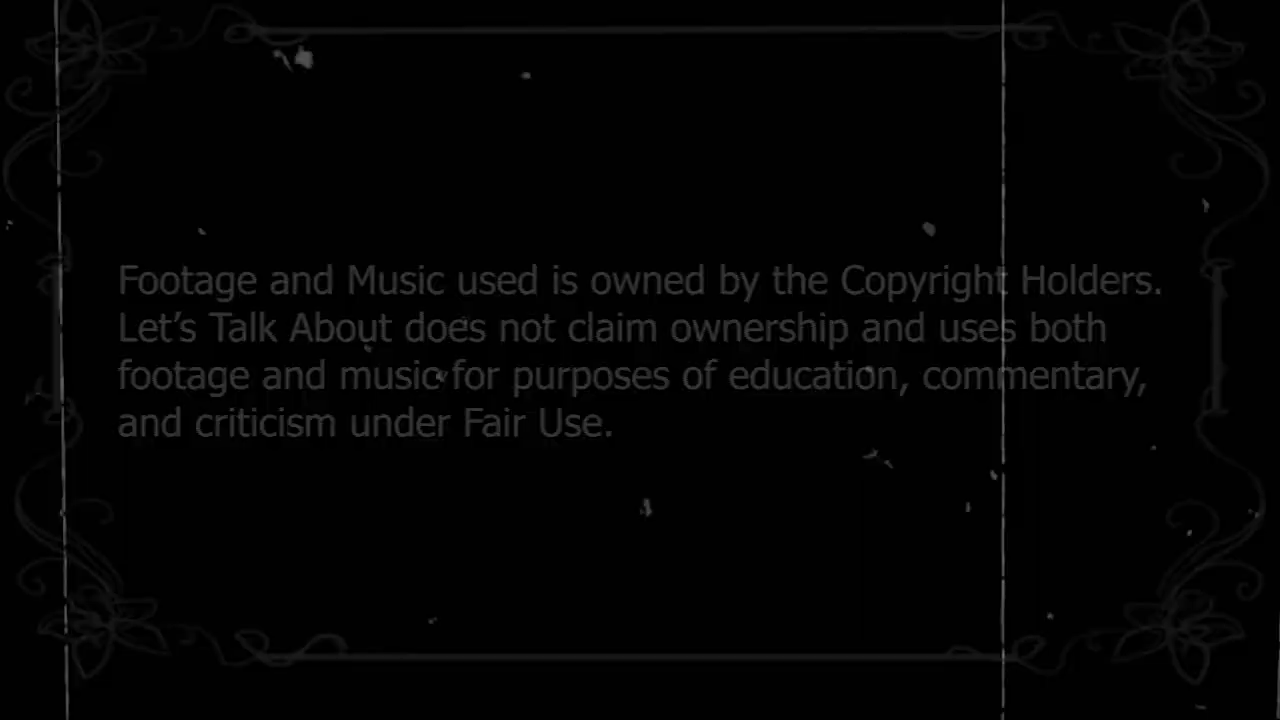 Footage and Music used is owned by the Copyright Holders.
Let’s Talk About does not claim ownership and uses both
footage and music for purposes of education, commentary,
and criticism under Fair Use.